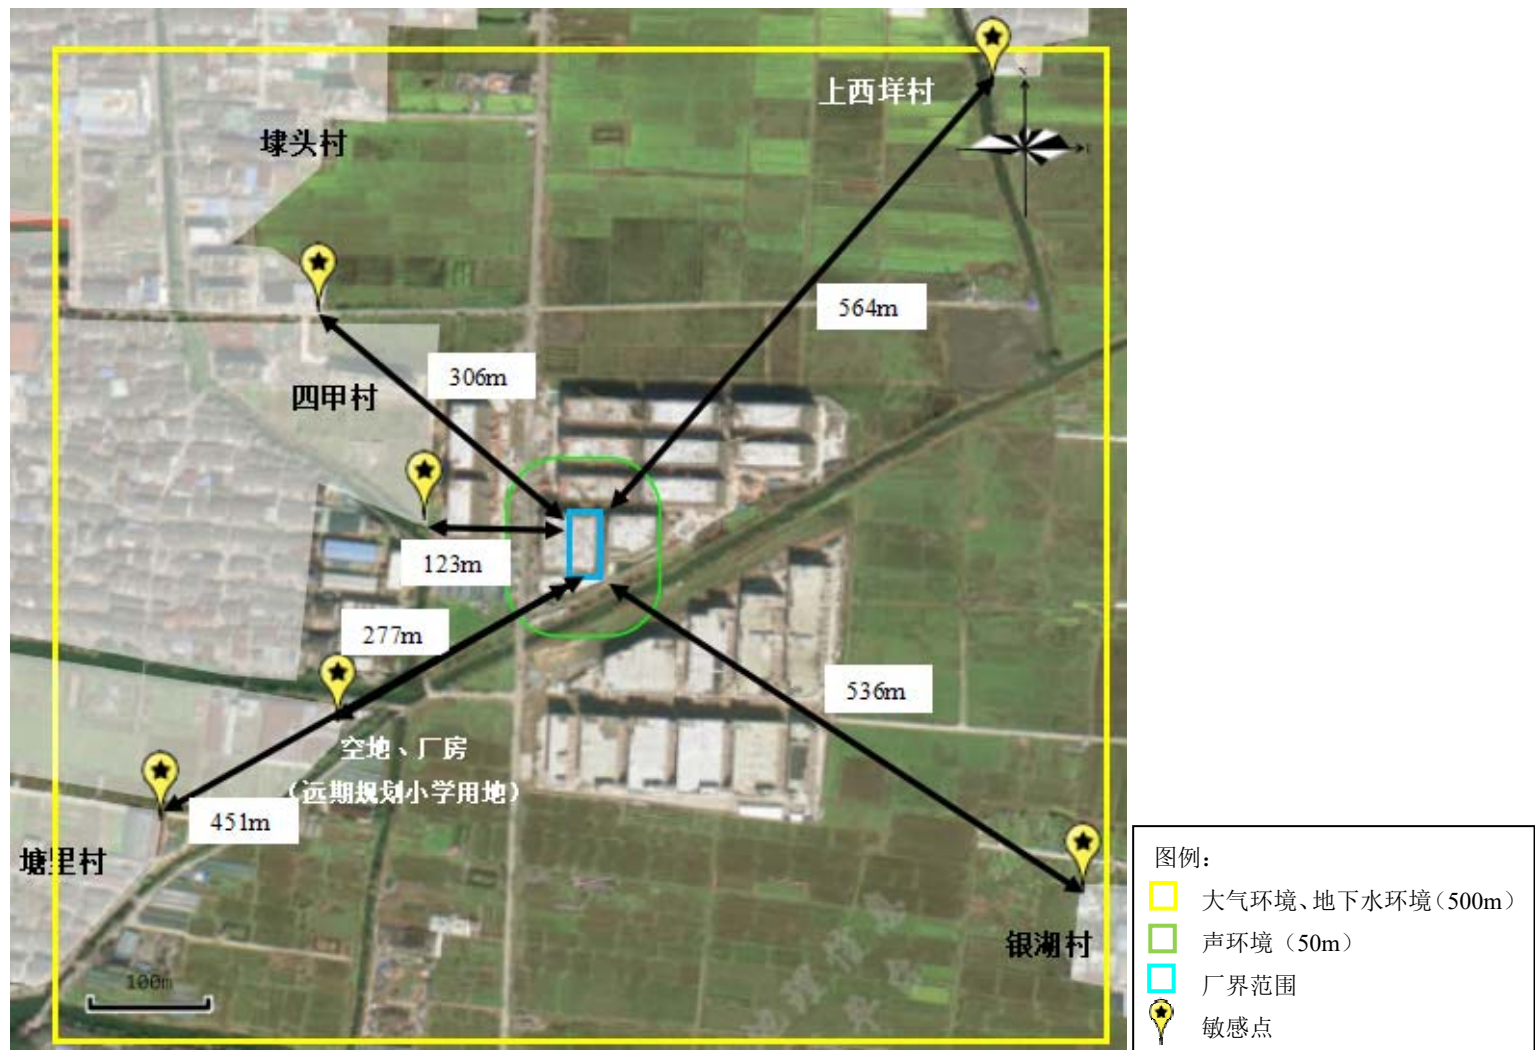 上西垟村
埭头村
564m
306m
四甲村
123m
277m
536m
空地、厂房
（远期规划小学用地）
451m
塘里村
银湖村
100m
图例：
大气环境、地下水环境（500m）
声环境（50m）
厂界范围
敏感点